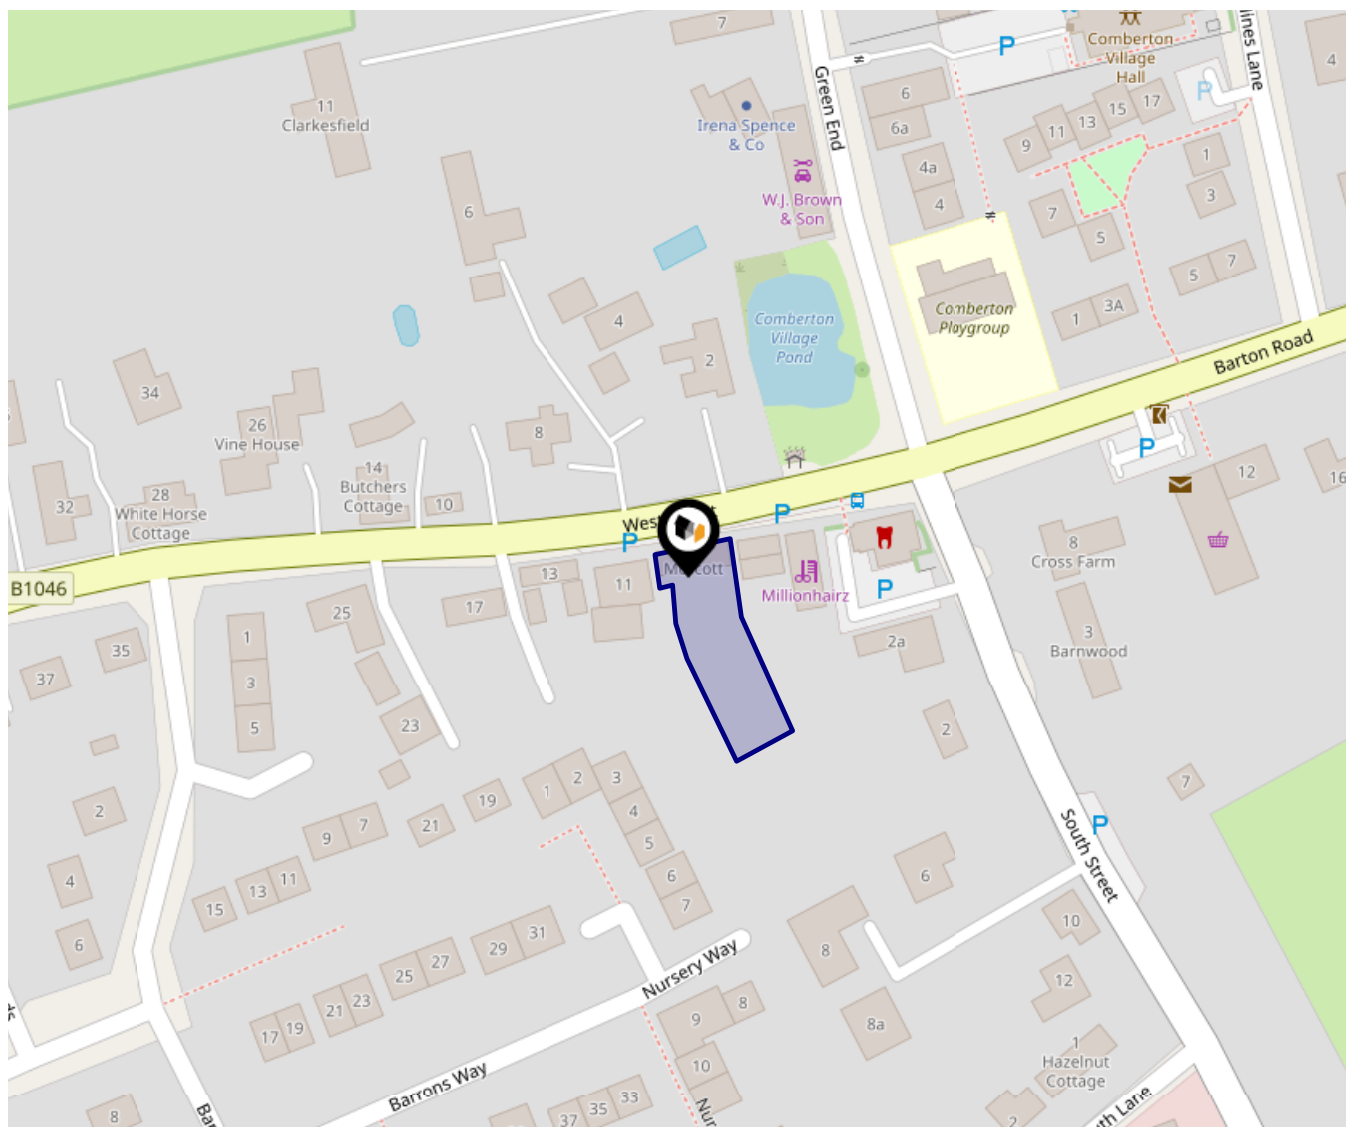 7
11
Clarkesfield
Irena Spence
& Co
W.J. Brown
& Son
Green End
P
Comberton
Village
Hall
P
4
6
6a
4a
4
9
11
13
15
17
1
3
7
5
5
7
1
3A
6
4
2
Comberton
Village
Pond
Comberton
Playgroup
Barton Road
34
26
Vine House
8
14
Butchers
Cottage
10
32
28
White Horse
Cottage
P
P
P
P
12
16
8
Cross Farm
B1046
13
11
17
Millionhairz
25
2a
3
Barnwood
1
3
5
35
37
23
2
2
7
P
South Street
1
2
3
4
5
6
7
19
21
9
7
13
11
15
4
6
6
10
8
12
8a
31
29
27
25
23
21
19
17
Nursery Way
9
8
10
Barrons Way
33
35
37
8
1
Hazelnut
Cottage
2